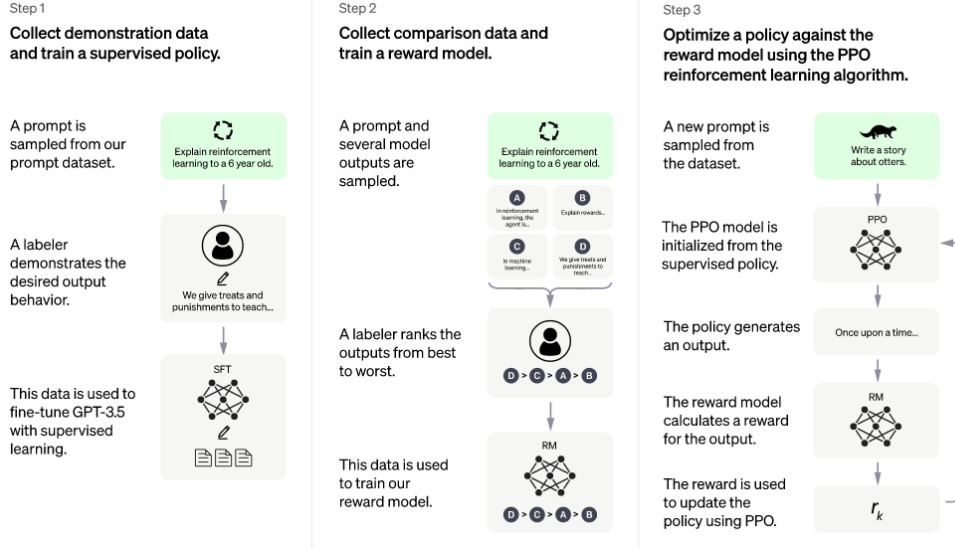 Step 1
Collect demonstration data
and train a supervised policy.
A prompt is
sampled from our
prompt dataset.
Explain reinforcement
learning to a 6 year old.
A labeler
demonstrates the
desired output
behavior.
We give treats and
punishments to teach...
This data is used to
fine-tune GPT-3.5
with supervised
learning.
SFT
Step 2
Collect comparison data and
train a reward model.
A prompt and
several model
outputs are
sampled.
Explain reinforcement
learning to a 6 year old.
A
In reinforcement
learning, the
agent is...
B
Explain rewards...
C
In machine
learning...
D
We give treats and
punishments to
teach...
A labeler ranks the
outputs from best
to worst.
D > C > A > B
This data is used
to train our
reward model.
RM
D > C > A > B
Step 3
Optimize a policy against the
reward model using the PPO
reinforcement learning algorithm.
A new prompt is
sampled from
the dataset.
Write a story
about otters.
The PPO model is
initialized from the
supervised policy.
PPO
The policy generates
an output.
Once upon a time...
The reward model
calculates a reward
for the output.
RM
The reward is used
to update the
policy using PPO.
rk